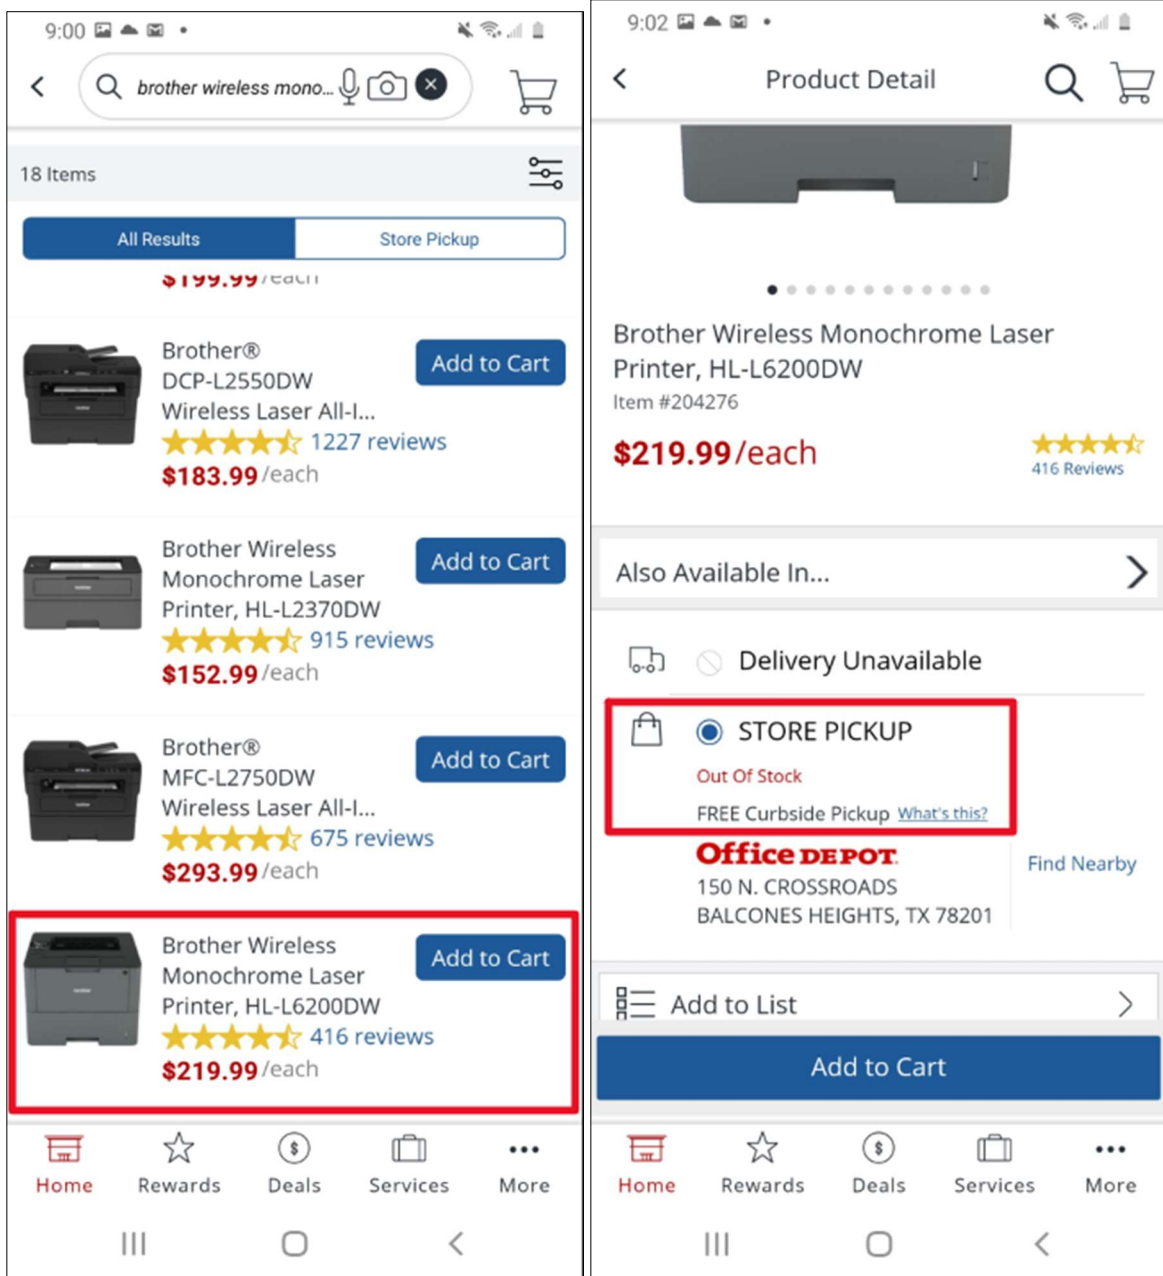 9:00
brother wireless mono...
18 Items
All Results
Store Pickup
$199.99/each
Brother®
DCP-L2550DW
Wireless Laser All-I...
1227 reviews
$183.99/each
Add to Cart
Brother Wireless
Monochrome Laser
Printer, HL-L2370DW
915 reviews
$152.99/each
Add to Cart
Brother®
MFC-L2750DW
Wireless Laser All-I...
675 reviews
$293.99/each
Add to Cart
Brother Wireless
Monochrome Laser
Printer, HL-L6200DW
416 reviews
$219.99/each
Add to Cart
Home
Rewards
Deals
Services
More
9:02
Product Detail
Brother Wireless Monochrome Laser
Printer, HL-L6200DW
Item #204276
$219.99/each
416 Reviews
Also Available In...
Delivery Unavailable
STORE PICKUP
Out Of Stock
FREE Curbside Pickup What's this?
Office DEPOT.
150 N. CROSSROADS
BALCONES HEIGHTS, TX 78201
Find Nearby
Add to List
Add to Cart
Home
Rewards
Deals
Services
More